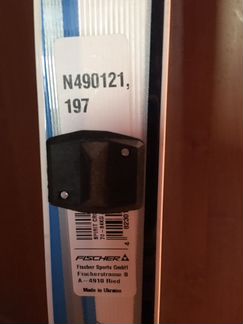 N490121,
197
FISCHER
Fischer Sports GmbH
Fischerstrasse 8
A-4910 Ried
Made in Ukraine